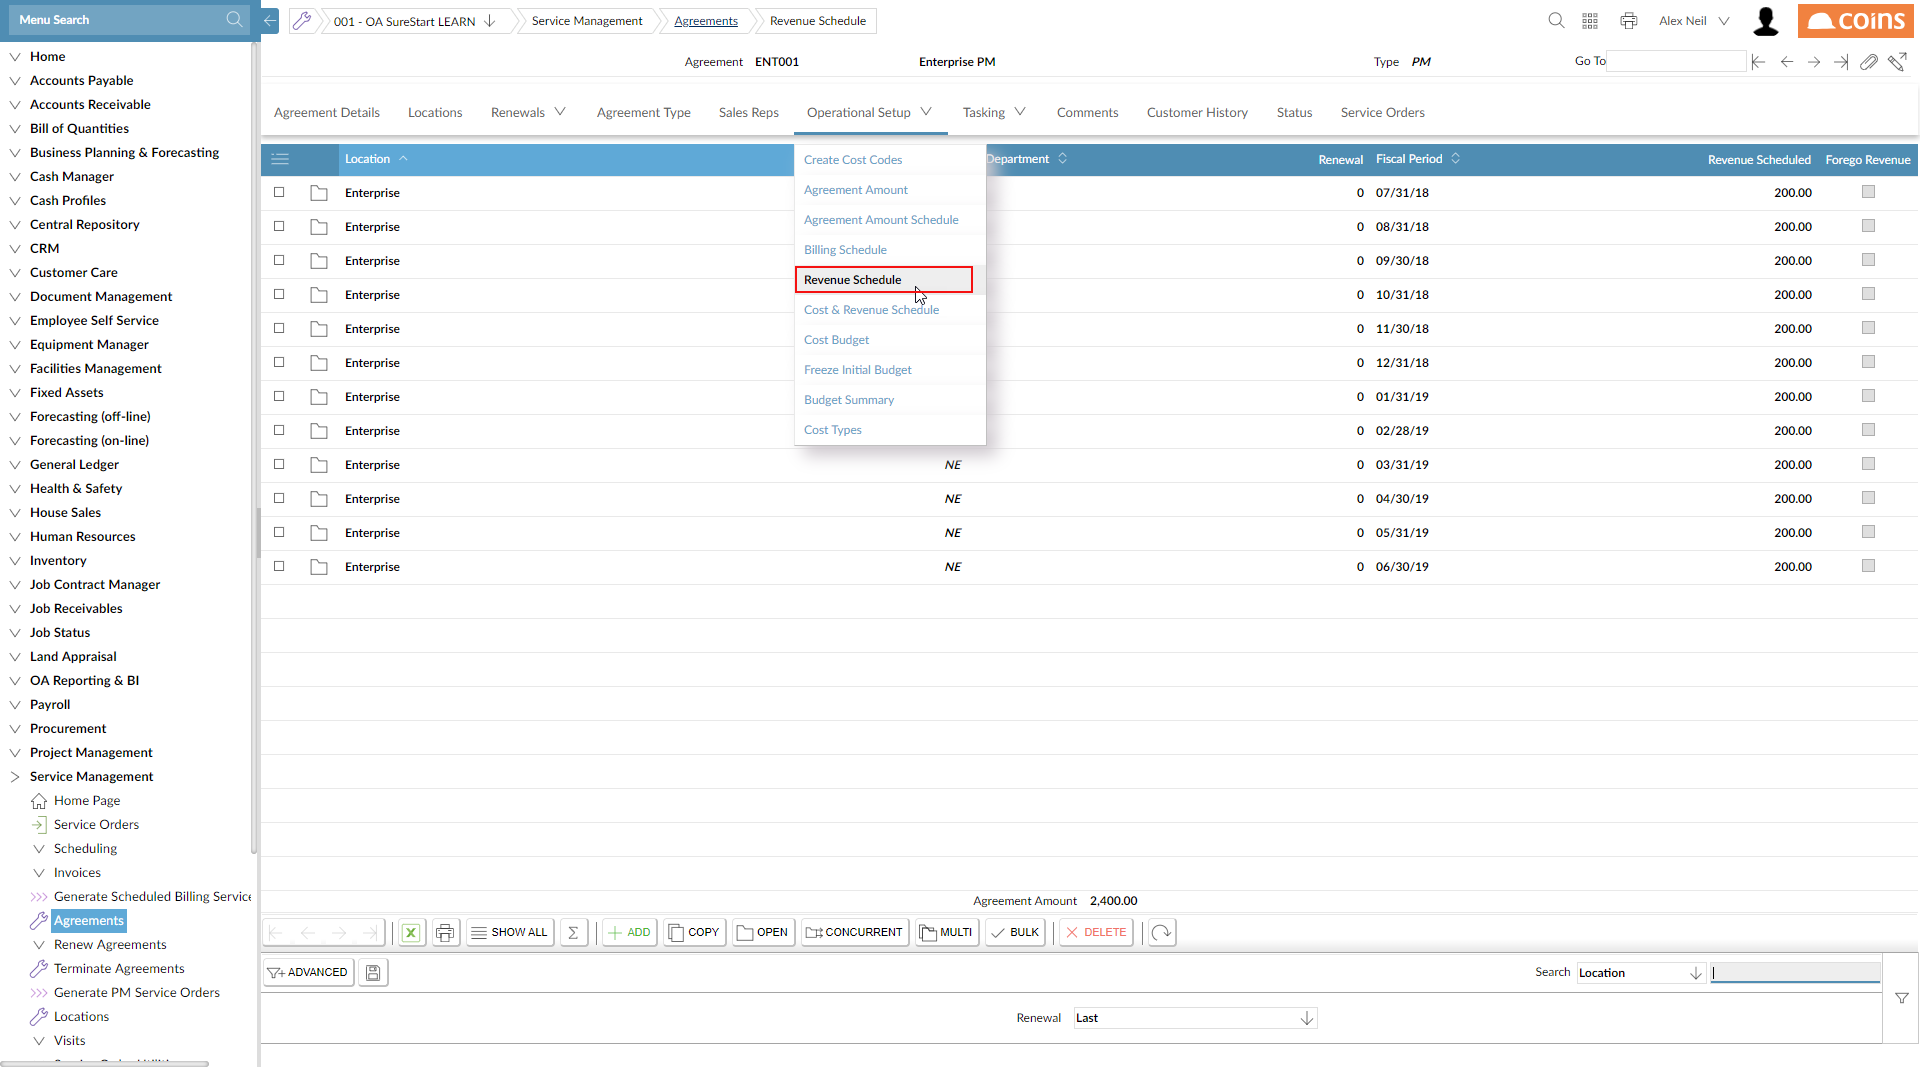 Menu Search
001 - OA SureStart LEARN
Service Management
Agreements
Revenue Schedule
Alex Neil
coins
Agreement ENT001
Enterprise PM
Type PM
Go To
Agreement Details
Locations
Renewals
Agreement Type
Sales Reps
Operational Setup
Tasking
Comments
Customer History
Status
Service Orders
Home
Accounts Payable
Accounts Receivable
Bill of Quantities
Business Planning & Forecasting
Cash Manager
Cash Profiles
Central Repository
CRM
Customer Care
Document Management
Employee Self Service
Equipment Manager
Facilities Management
Fixed Assets
Forecasting (off-line)
Forecasting (on-line)
General Ledger
Health & Safety
House Sales
Human Resources
Inventory
Job Contract Manager
Job Receivables
Job Status
Land Appraisal
OA Reporting & BI
Payroll
Procurement
Project Management
Service Management
Home Page
Service Orders
Scheduling
Invoices
Generate Scheduled Billing Service
Agreements
Renew Agreements
Terminate Agreements
Generate PM Service Orders
Locations
Visits
Location Department Renewal Fiscal Period Revenue Scheduled Forego Revenue
Enterprise 0 07/31/18 200.00
Enterprise 0 08/31/18 200.00
Enterprise 0 09/30/18 200.00
Enterprise 0 10/31/18 200.00
Enterprise 0 11/30/18 200.00
Enterprise 0 12/31/18 200.00
Enterprise 0 01/31/19 200.00
Enterprise 0 02/28/19 200.00
Enterprise NE 0 03/31/19 200.00
Enterprise NE 0 04/30/19 200.00
Enterprise NE 0 05/31/19 200.00
Enterprise NE 0 06/30/19 200.00
Create Cost Codes
Agreement Amount
Agreement Amount Schedule
Billing Schedule
Revenue Schedule
Cost & Revenue Schedule
Cost Budget
Freeze Initial Budget
Budget Summary
Cost Types
Agreement Amount 2,400.00
SHOW ALL
Σ
ADD
COPY
OPEN
CONCURRENT
MULTI
BULK
DELETE
ADVANCED
Search Location
Renewal Last